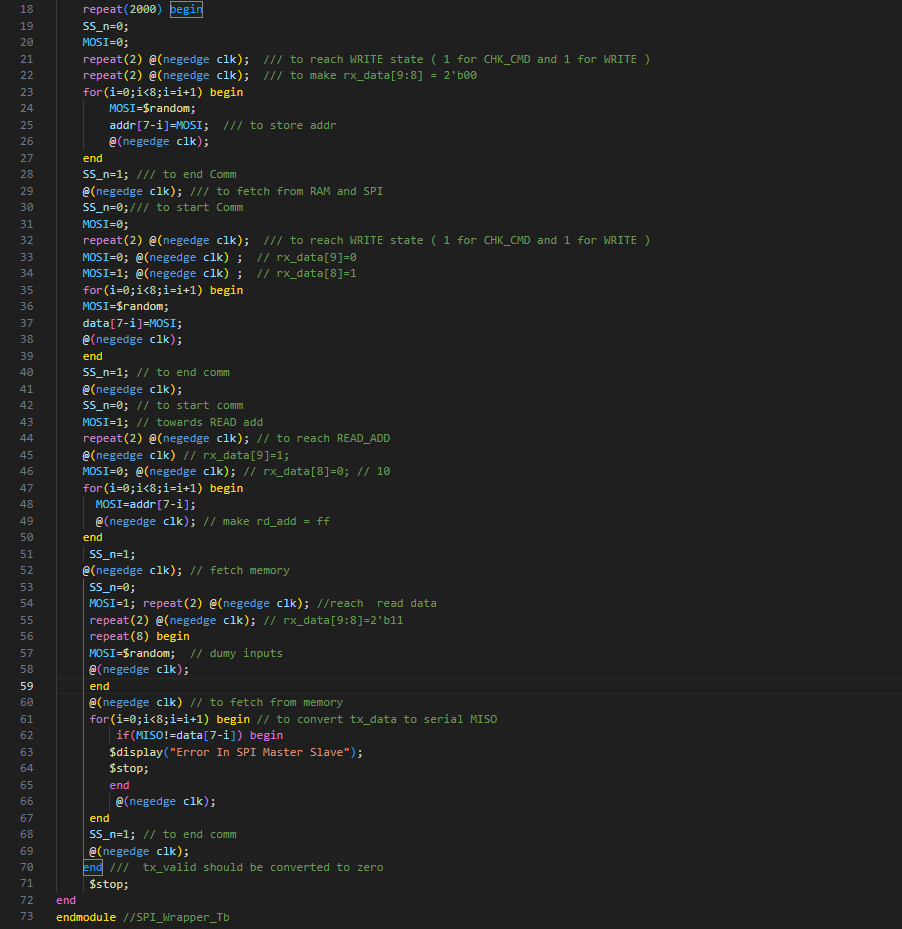 18 repeat(2000) begin
19 SS_n=0;
20 MOSI=0;
21 repeat(2) @(negedge clk); /// to reach WRITE state ( 1 for CHK_CMD and 1 for WRITE )
22 repeat(2) @(negedge clk); /// to make rx_data[9:8] = 2'b00
23 for(i=0;i<8;i=i+1) begin
24 MOSI=$random;
25 addr[7-i]=MOSI; /// to store addr
26 @(negedge clk);
27 end
28 SS_n=1; /// to end Comm
29 @(negedge clk); /// to fetch from RAM and SPI
30 SS_n=0;/// to start Comm
31 MOSI=0;
32 repeat(2) @(negedge clk); /// to reach WRITE state ( 1 for CHK_CMD and 1 for WRITE )
33 MOSI=0; @(negedge clk) ; // rx_data[9]=0
34 MOSI=1; @(negedge clk) ; // rx_data[8]=1
35 for(i=0;i<8;i=i+1) begin
36 MOSI=$random;
37 data[7-i]=MOSI;
38 @(negedge clk);
39 end
40 SS_n=1; // to end comm
41 @(negedge clk);
42 SS_n=0; // to start comm
43 MOSI=1; // towards READ add
44 repeat(2) @(negedge clk); // to reach READ_ADD
45 @(negedge clk) // rx_data[9]=1;
46 MOSI=0; @(negedge clk); // rx_data[8]=0; // 10
47 for(i=0;i<8;i=i+1) begin
48 MOSI=addr[7-i];
49 @(negedge clk); // make rd_add = ff
50 end
51 SS_n=1;
52 @(negedge clk); // fetch memory
53 SS_n=0;
54 MOSI=1; repeat(2) @(negedge clk); //reach  read data
55 repeat(2) @(negedge clk); // rx_data[9:8]=2'b11
56 repeat(8) begin
57 MOSI=$random; // dumy inputs
58 @(negedge clk);
59 end
60 @(negedge clk) // to fetch from memory
61 for(i=0;i<8;i=i+1) begin // to convert tx_data to serial MISO
62 if(MISO!=data[7-i]) begin
63 $display("Error In SPI Master Slave");
64 $stop;
65 end
66 @(negedge clk);
67 end
68 SS_n=1; // to end comm
69 @(negedge clk);
70 end ///  tx_valid should be converted to zero
71 $stop;
72 end
73 endmodule //SPI_Wrapper_Tb